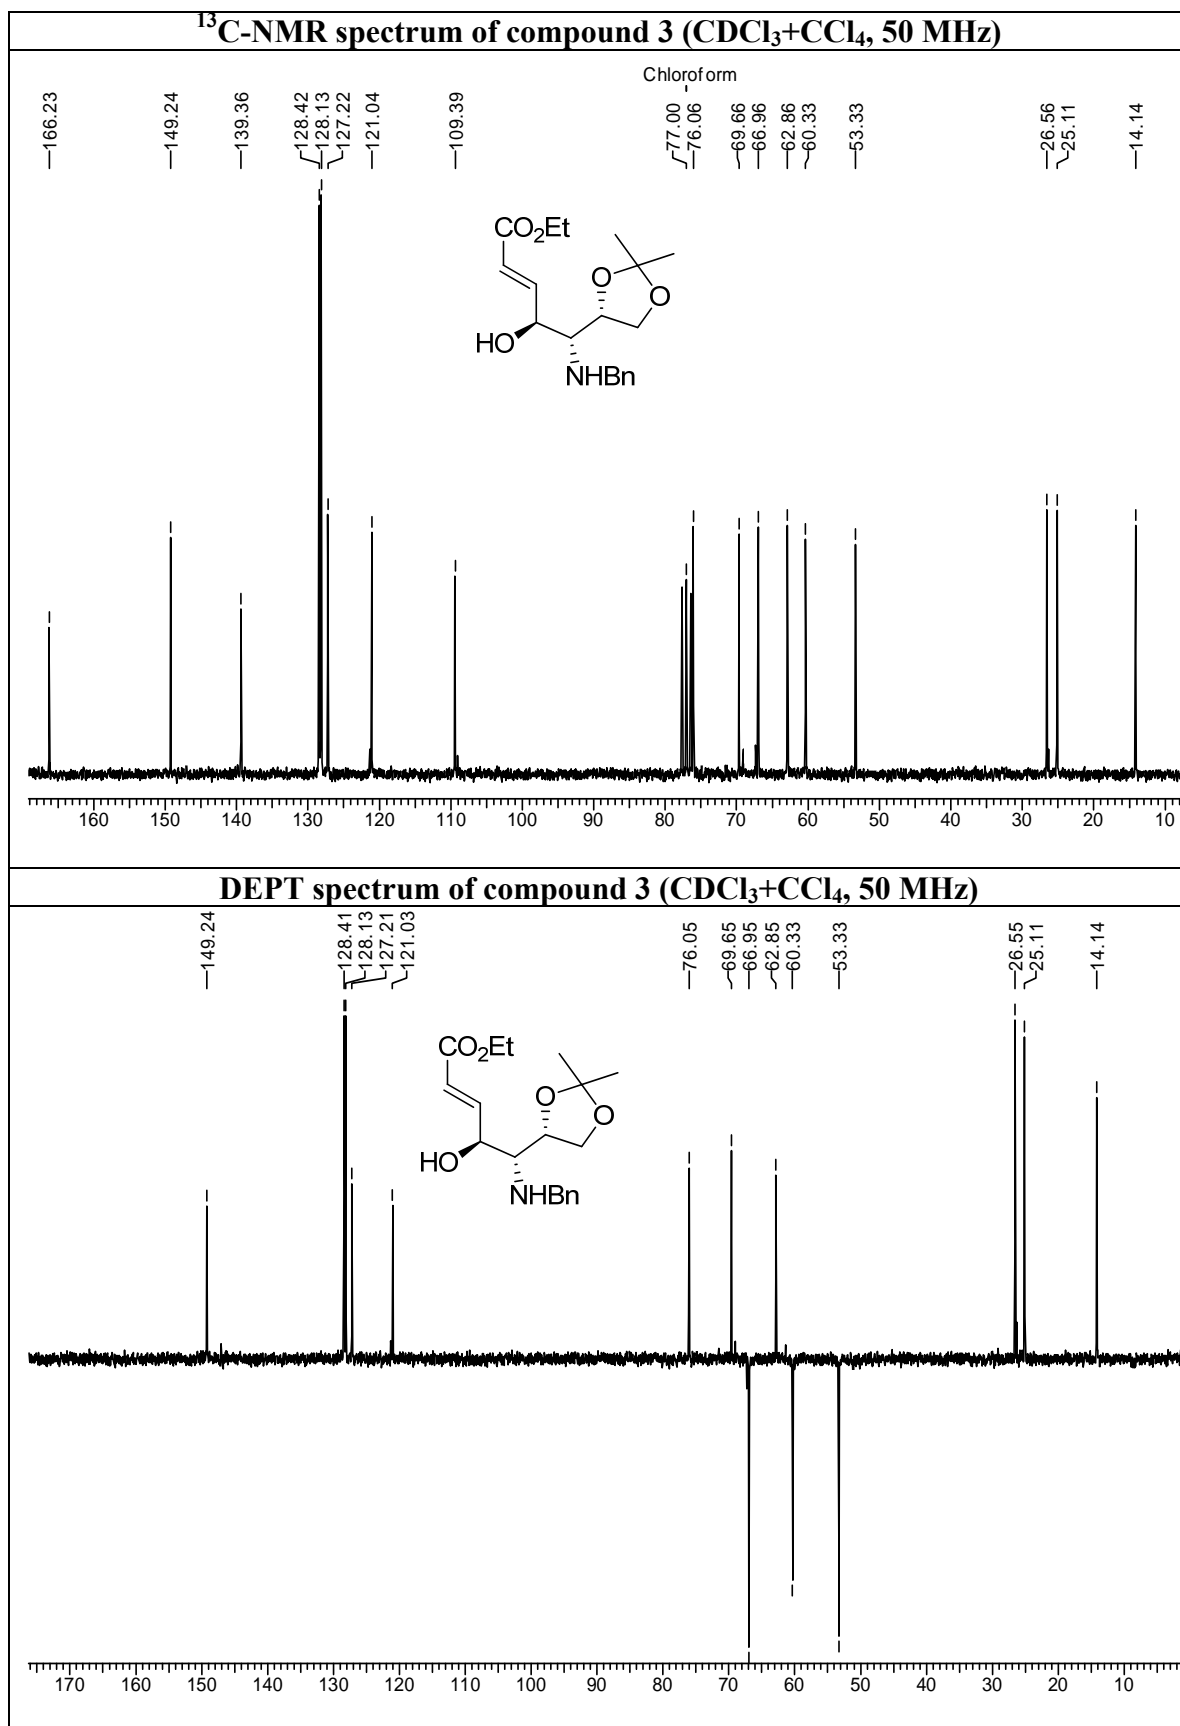 ¹³C-NMR spectrum of compound 3 (CDCl₃+CCl₄, 50 MHz)
Chloroform
166.23
149.24
139.36
128.42
128.13
127.22
121.04
109.39
77.00
76.06
69.66
66.96
62.86
60.33
53.33
26.56
25.11
14.14
CO₂Et
O
O
HO
NHBn
160 150 140 130 120 110 100 90 80 70 60 50 40 30 20 10
DEPT spectrum of compound 3 (CDCl₃+CCl₄, 50 MHz)
149.24
128.41
128.13
127.21
121.03
76.05
69.65
66.95
62.85
60.33
53.33
26.55
25.11
14.14
CO₂Et
O
O
HO
NHBn
170 160 150 140 130 120 110 100 90 80 70 60 50 40 30 20 10